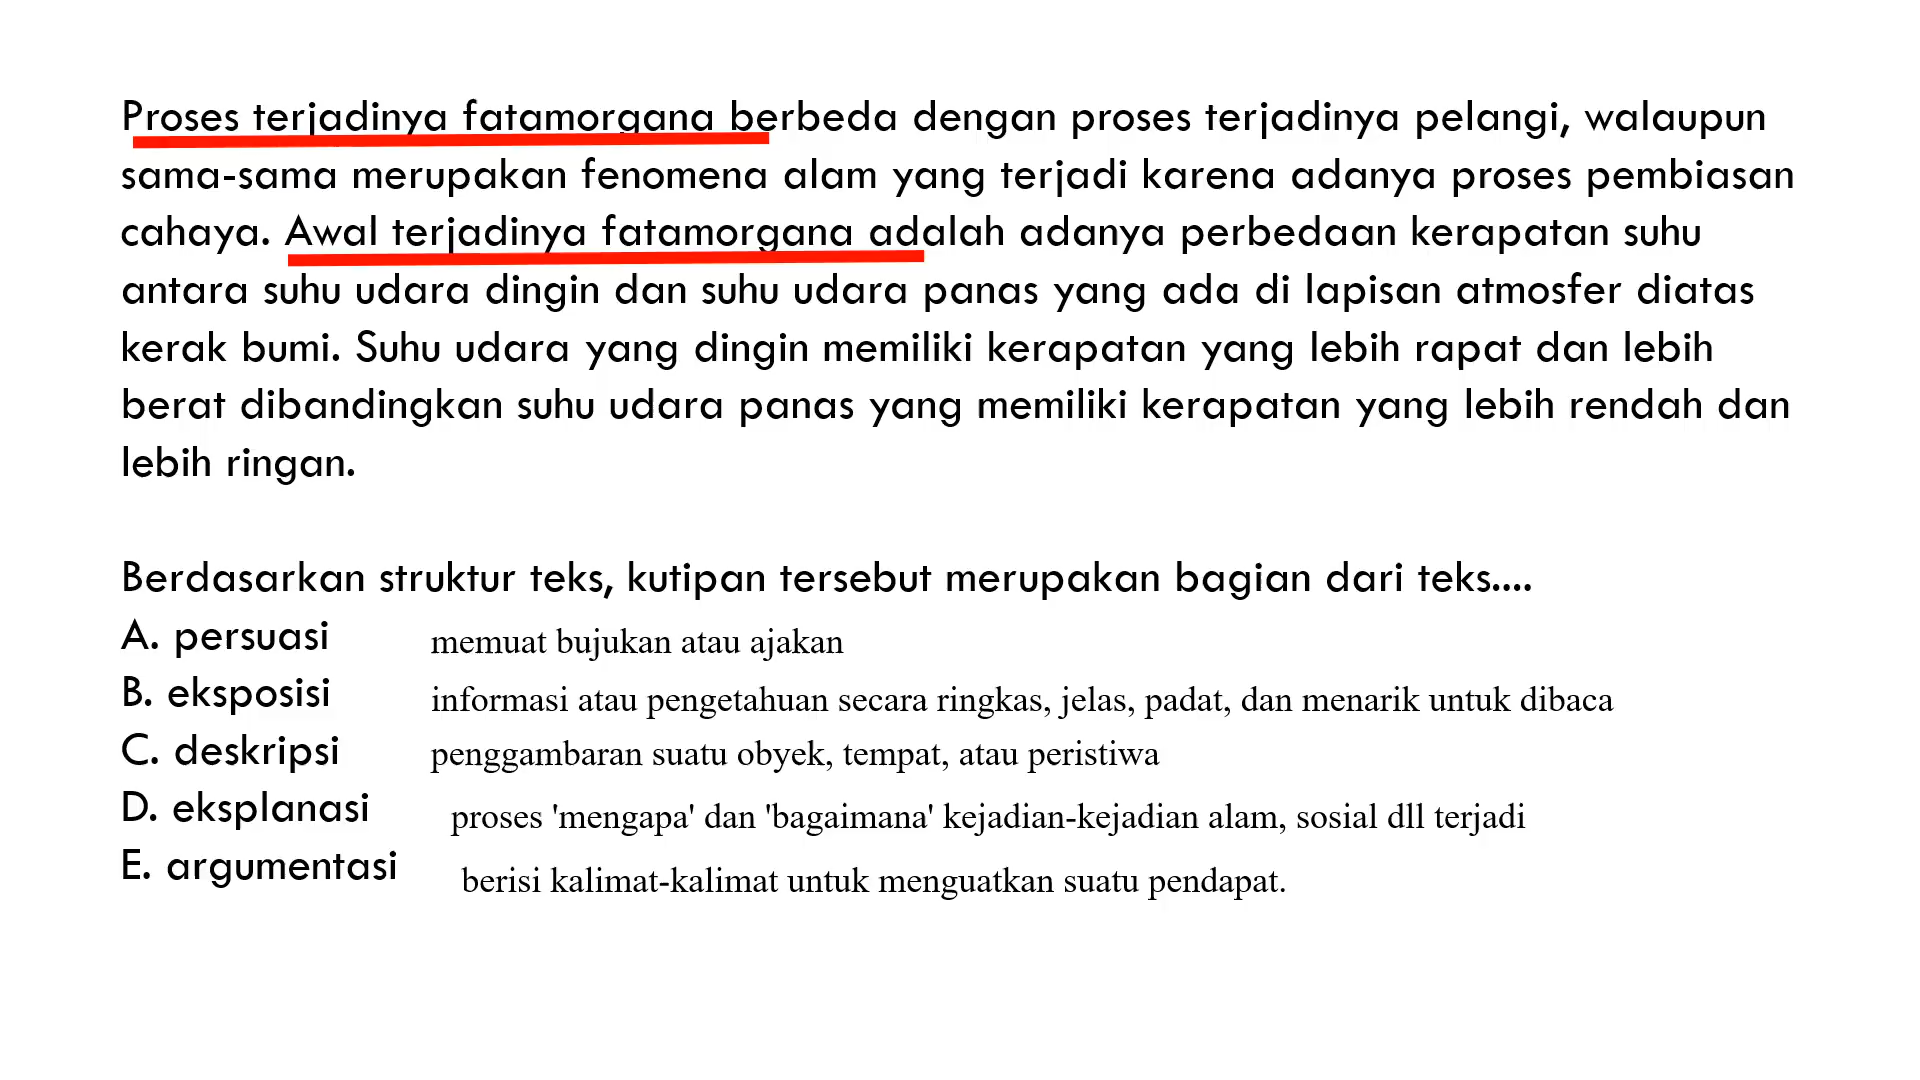 Proses terjadinya fatamorgana berbeda dengan proses terjadinya pelangi, walaupun
sama-sama merupakan fenomena alam yang terjadi karena adanya proses pembiasan
cahaya. Awal terjadinya fatamorgana adalah adanya perbedaan kerapatan suhu
antara suhu udara dingin dan suhu udara panas yang ada di lapisan atmosfer diatas
kerak bumi. Suhu udara yang dingin memiliki kerapatan yang lebih rapat dan lebih
berat dibandingkan suhu udara panas yang memiliki kerapatan yang lebih rendah dan
lebih ringan.
Berdasarkan struktur teks, kutipan tersebut merupakan bagian dari teks....
A. persuasi memuat bujukan atau ajakan
B. eksposisi informasi atau pengetahuan secara ringkas, jelas, padat, dan menarik untuk dibaca
C. deskripsi penggambaran suatu obyek, tempat, atau peristiwa
D. eksplanasi proses 'mengapa' dan 'bagaimana' kejadian-kejadian alam, sosial dll terjadi
E. argumentasi berisi kalimat-kalimat untuk menguatkan suatu pendapat.